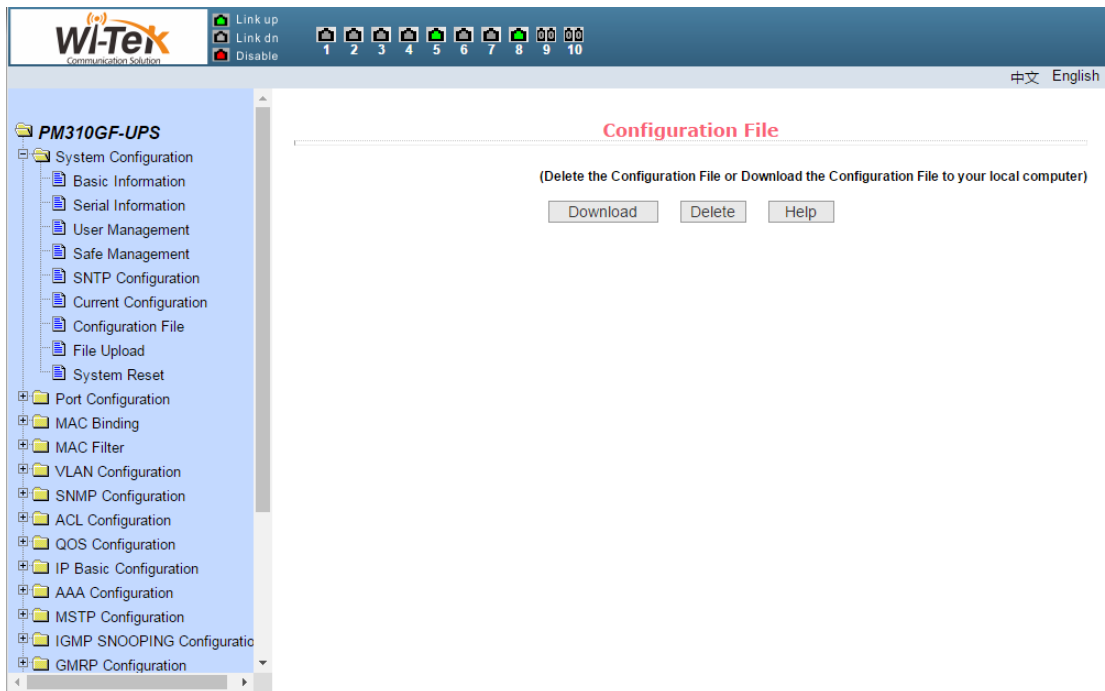 Wi-Tek
Communication Solution
Link up
Link dn
Disable
1 2 3 4 5 6 7 8 9 10
中文 English
PM310GF-UPS
System Configuration
Basic Information
Serial Information
User Management
Safe Management
SNTP Configuration
Current Configuration
Configuration File
File Upload
System Reset
Port Configuration
MAC Binding
MAC Filter
VLAN Configuration
SNMP Configuration
ACL Configuration
QOS Configuration
IP Basic Configuration
AAA Configuration
MSTP Configuration
IGMP SNOOPING Configuratio
GMRP Configuration
Configuration File
(Delete the Configuration File or Download the Configuration File to your local computer)
Download Delete Help